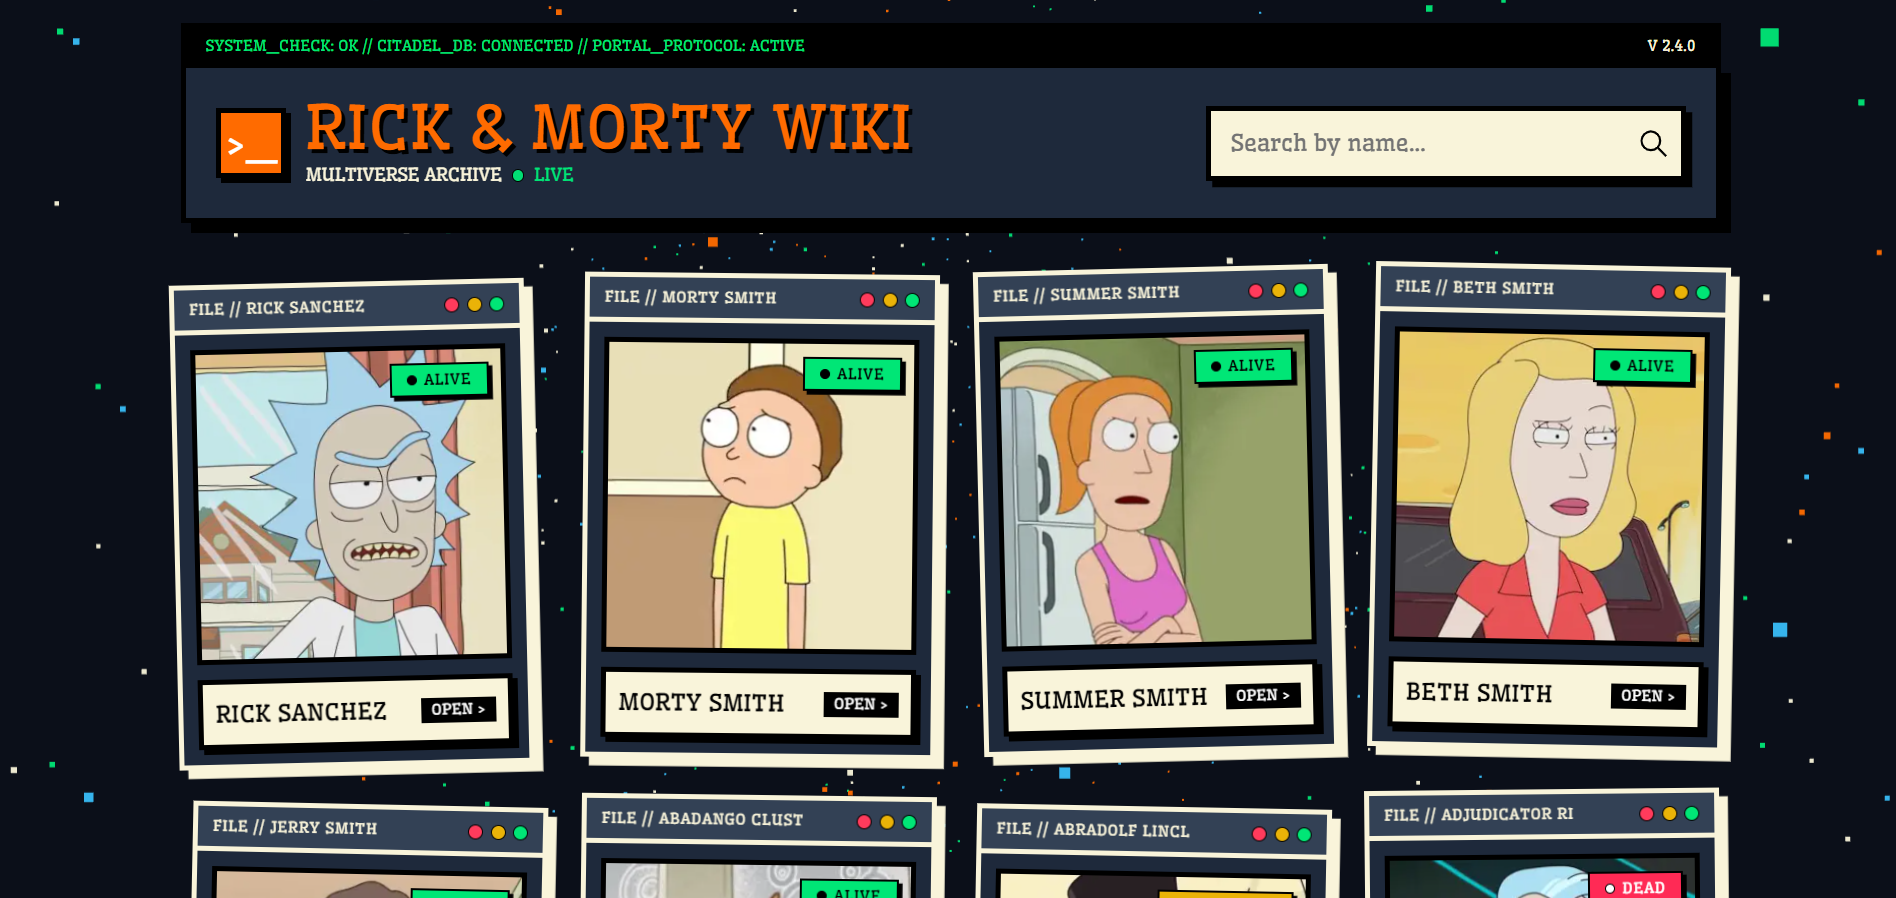 SYSTEM_CHECK: OK // CITADEL_DB: CONNECTED // PORTAL_PROTOCOL: ACTIVE
V 2.4.0
>_
RICK & MORTY WIKI
MULTIVERSE ARCHIVE ● LIVE
Search by name...
FILE // RICK SANCHEZ
ALIVE
RICK SANCHEZ
OPEN >
FILE // MORTY SMITH
ALIVE
MORTY SMITH
OPEN >
FILE // SUMMER SMITH
ALIVE
SUMMER SMITH
OPEN >
FILE // BETH SMITH
ALIVE
BETH SMITH
OPEN >
FILE // JERRY SMITH
FILE // ABADANGO CLUST
ALIVE
FILE // ABRADOLF LINCL
FILE // ADJUDICATOR RI
DEAD